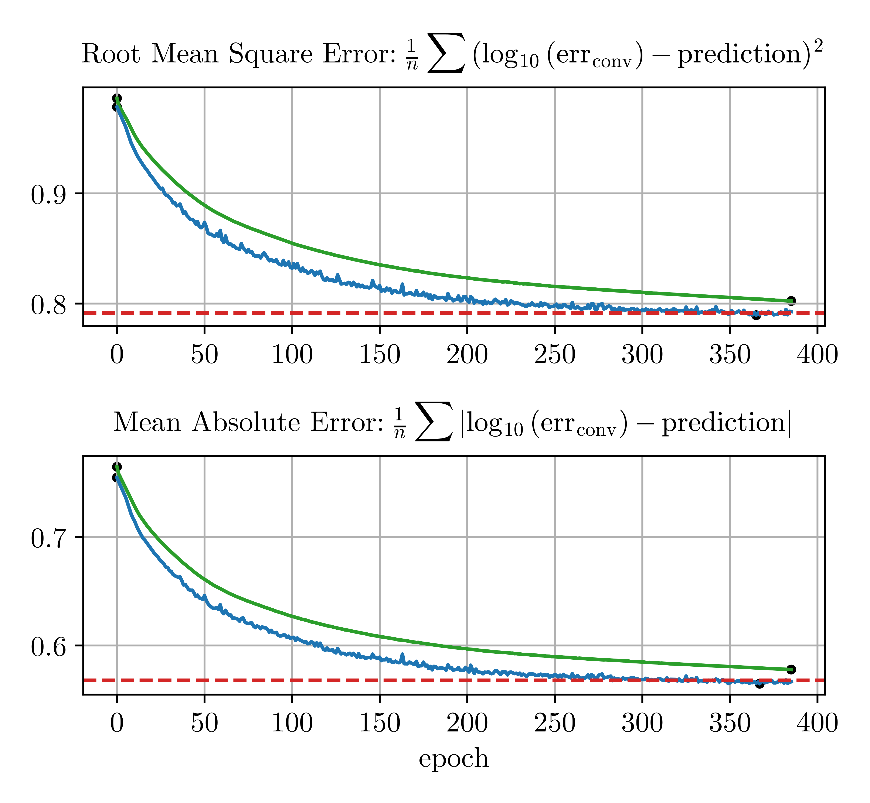 Root Mean Square Error: 1/n ∑ (log₁₀ (err_conv) − prediction)²
0.9
0.8
0 50 100 150 200 250 300 350 400
Mean Absolute Error: 1/n ∑ |log₁₀ (err_conv) − prediction|
0.7
0.6
0 50 100 150 200 250 300 350 400
epoch